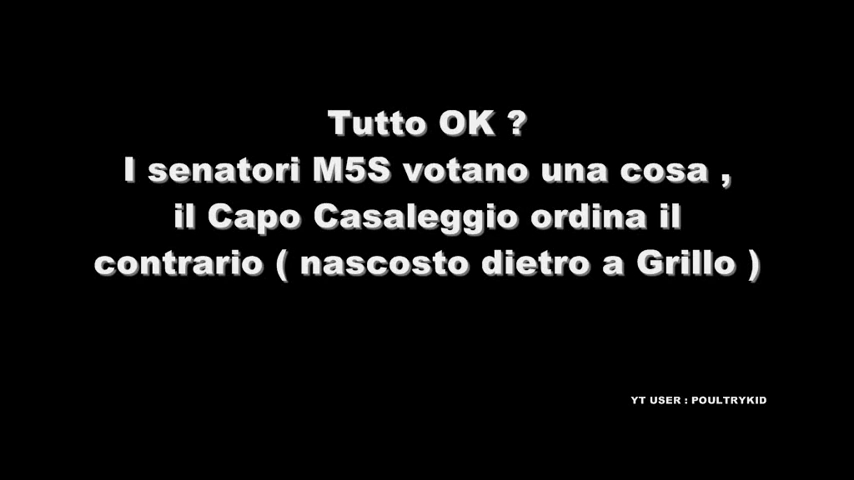 Tutto OK ?
I senatori M5S votano una cosa ,
il Capo Casaleggio ordina il
contrario ( nascosto dietro a Grillo )
YT USER : POULTRYKID